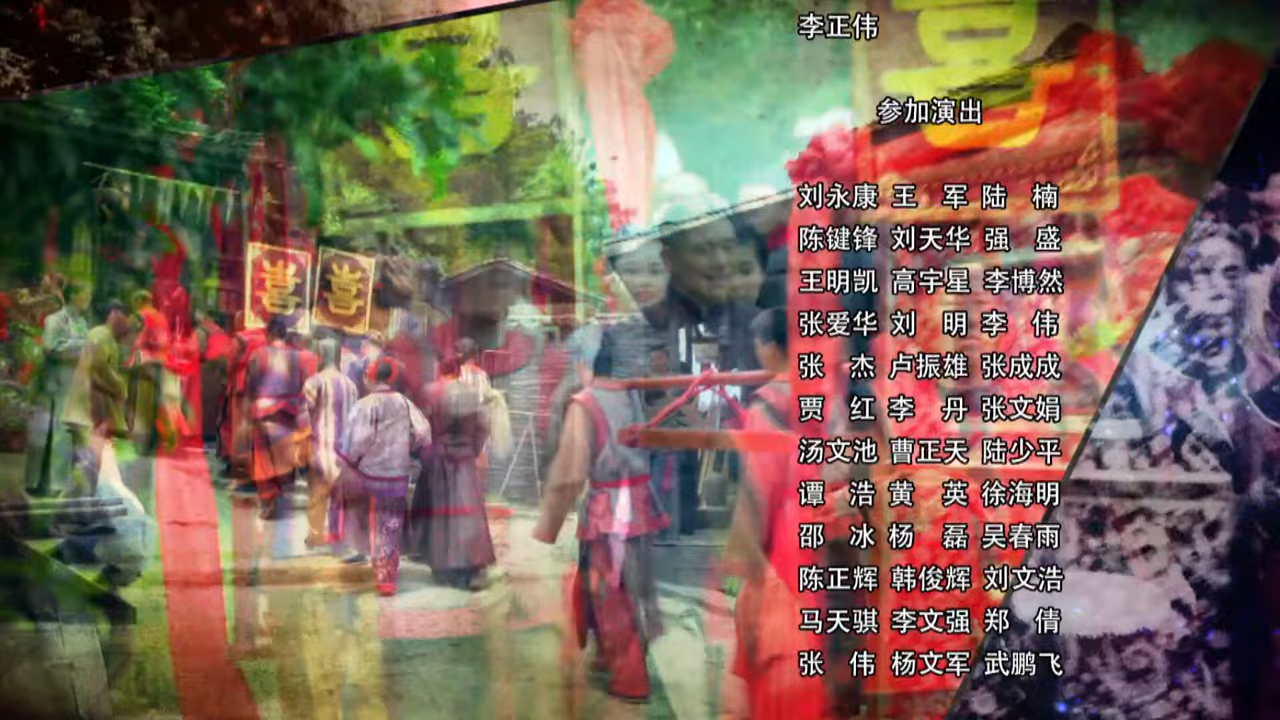 李正伟
参加演出
刘永康 王 军 陆 楠
陈键锋 刘天华 强 盛
王明凯 高宇星 李博然
张爱华 刘 明 李 伟
张 杰 卢振雄 张成成
贾 红 李 丹 张文娟
汤文池 曹正天 陆少平
谭 浩 黄 英 徐海明
邵 冰 杨 磊 吴春雨
陈正辉 韩俊辉 刘文浩
马天骐 李文强 郑 倩
张 伟 杨文军 武鹏飞
喜
囍 囍